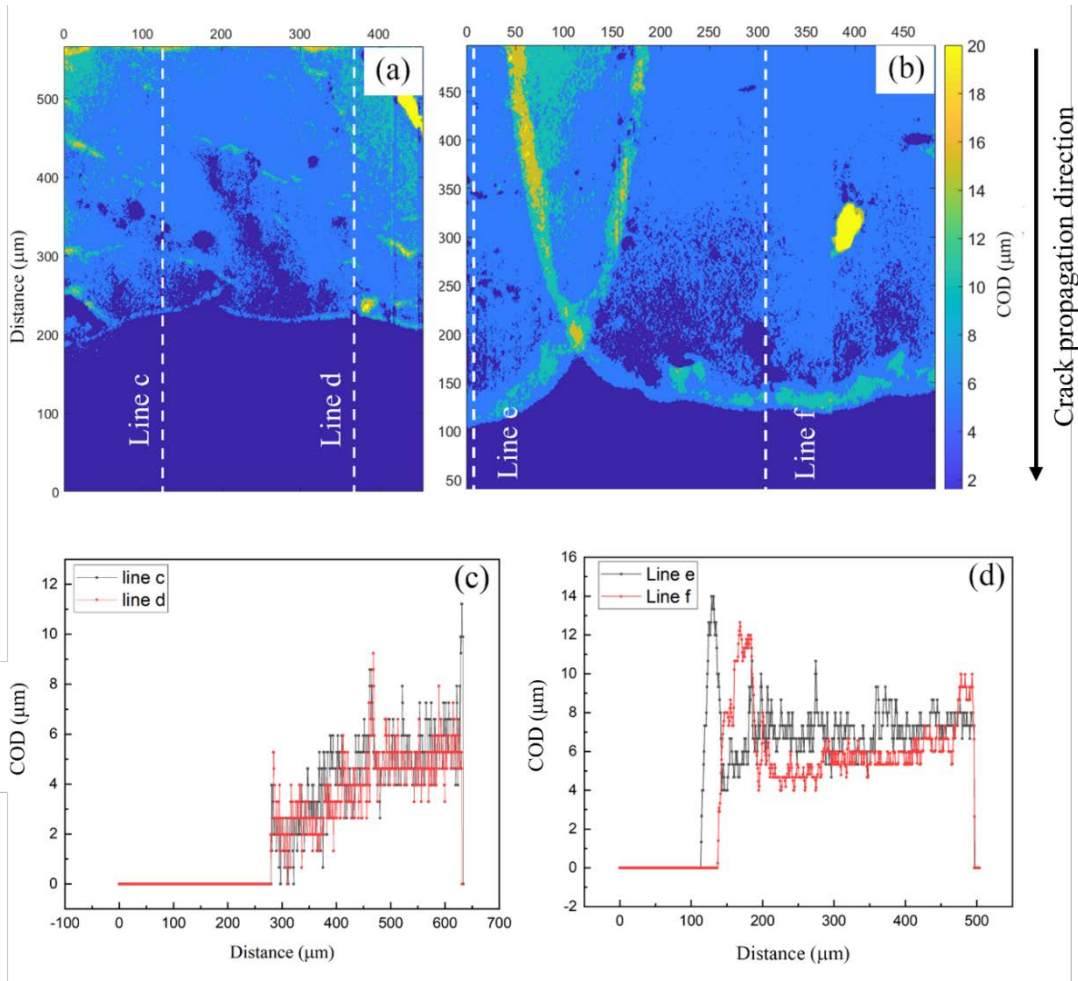 0 100 200 300
0 50 100 150 200 250 300 350 400 450
(a)
(b)
500
400
300
200
100
0
Distance (μm)
450
400
350
300
250
200
150
100
50
Line c
Line d
Line e
Line f
20
18
16
14
12
10
8
6
4
2
COD (μm)
Crack propagation direction
(c)
line c
line d
12
10
8
6
4
2
0
COD (μm)
-100 0 100 200 300 400 500 600 700
Distance (μm)
(d)
Line e
Line f
16
14
12
10
8
6
4
2
0
-2
COD (μm)
0 100 200 300 400 500
Distance (μm)